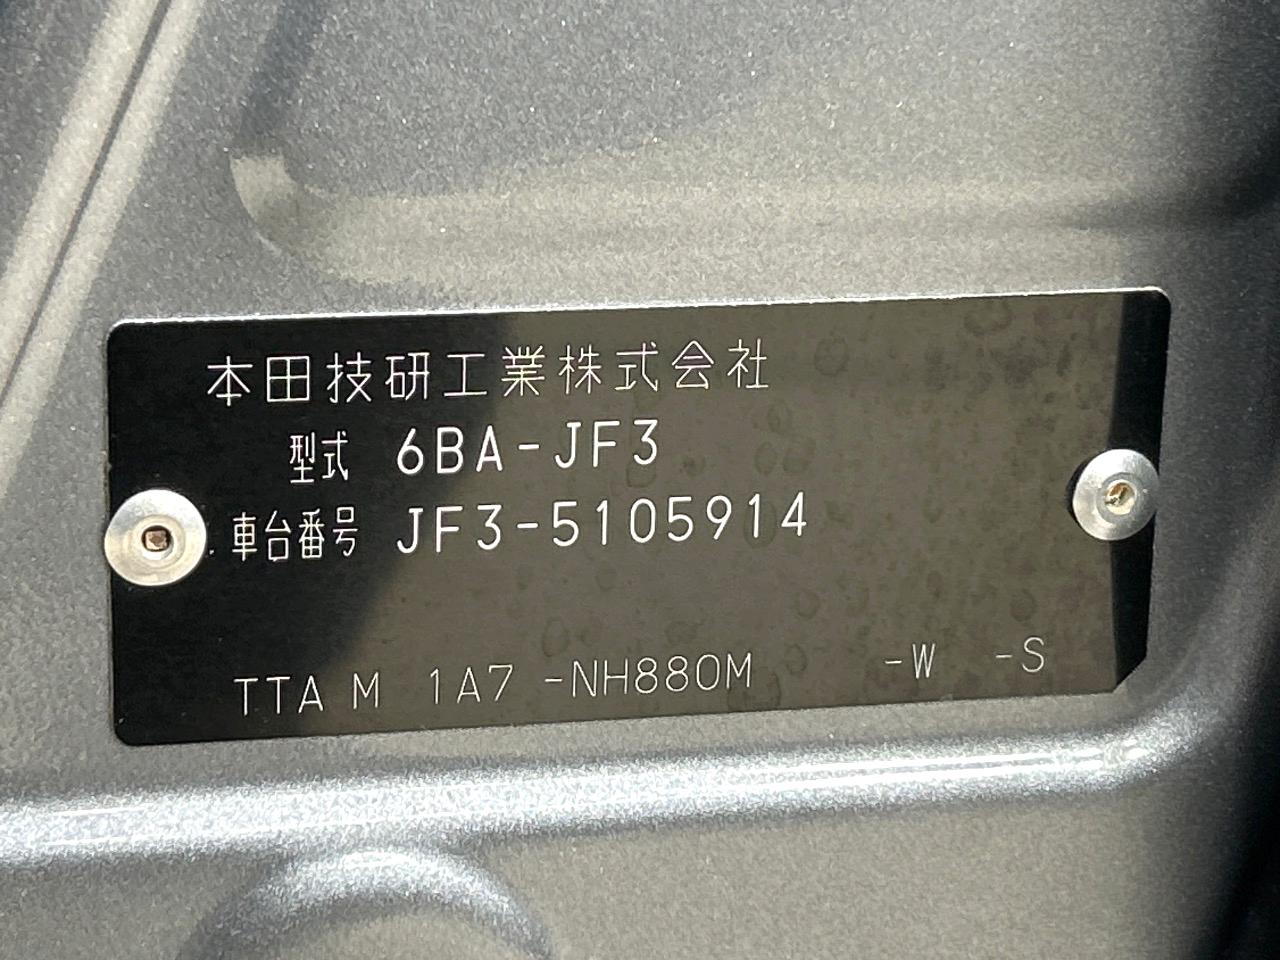 本田技研工業株式会社
型式 6BA-JF3
車台番号 JF3-5105914
TTA M 1A7 -NH880M -W -S